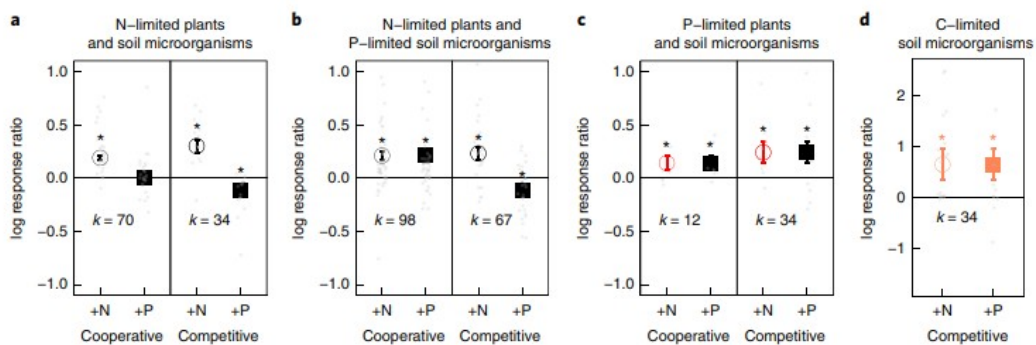 a
N-limited plants
and soil microorganisms
log response ratio
1.0
0.5
0.0
−0.5
−1.0
*
*
*
k = 70
k = 34
+N
+P
+N
+P
Cooperative
Competitive
b
N-limited plants and
P-limited soil microorganisms
log response ratio
1.0
0.5
0.0
−0.5
−1.0
*
*
*
*
k = 98
k = 67
+N
+P
+N
+P
Cooperative
Competitive
c
P-limited plants
and soil microorganisms
log response ratio
1.0
0.5
0.0
−0.5
−1.0
*
*
*
*
k = 12
k = 34
+N
+P
+N
+P
Cooperative
Competitive
d
C-limited
soil microorganisms
log response ratio
2
1
0
−1
*
*
k = 34
+N
+P
Competitive